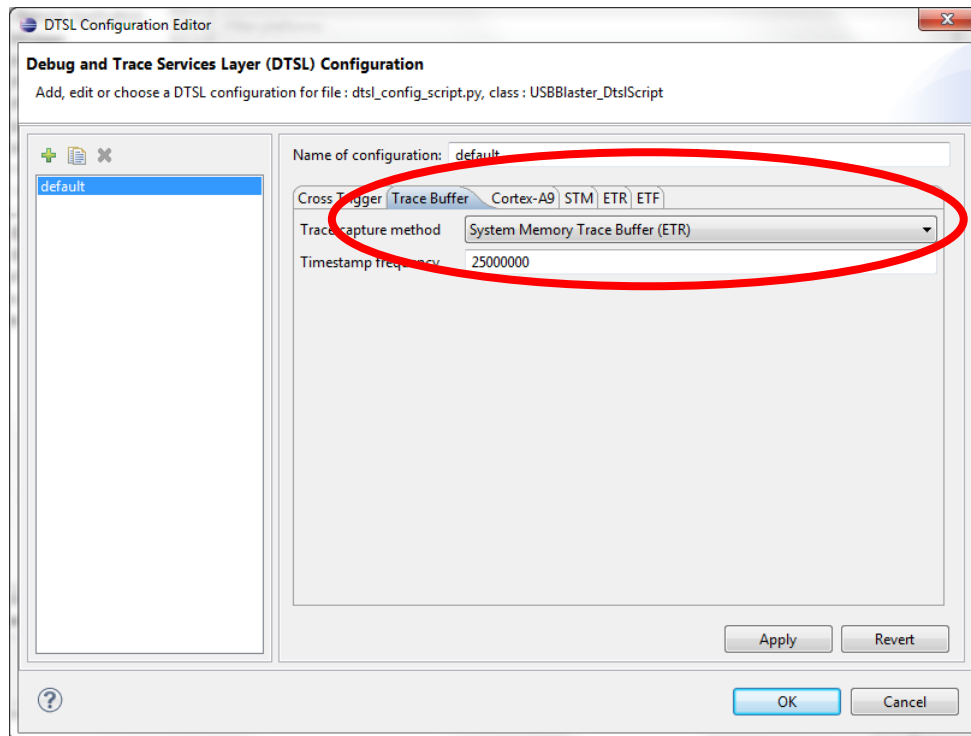 DTSL Configuration Editor
Debug and Trace Services Layer (DTSL) Configuration
Add, edit or choose a DTSL configuration for file : dtsl_config_script.py, class : USBBlaster_DtslScript
Name of configuration: default
default
Cross Trigger Trace Buffer Cortex-A9 STM ETR ETF
Trace capture method System Memory Trace Buffer (ETR)
Timestamp frequency 25000000
Apply Revert
OK Cancel